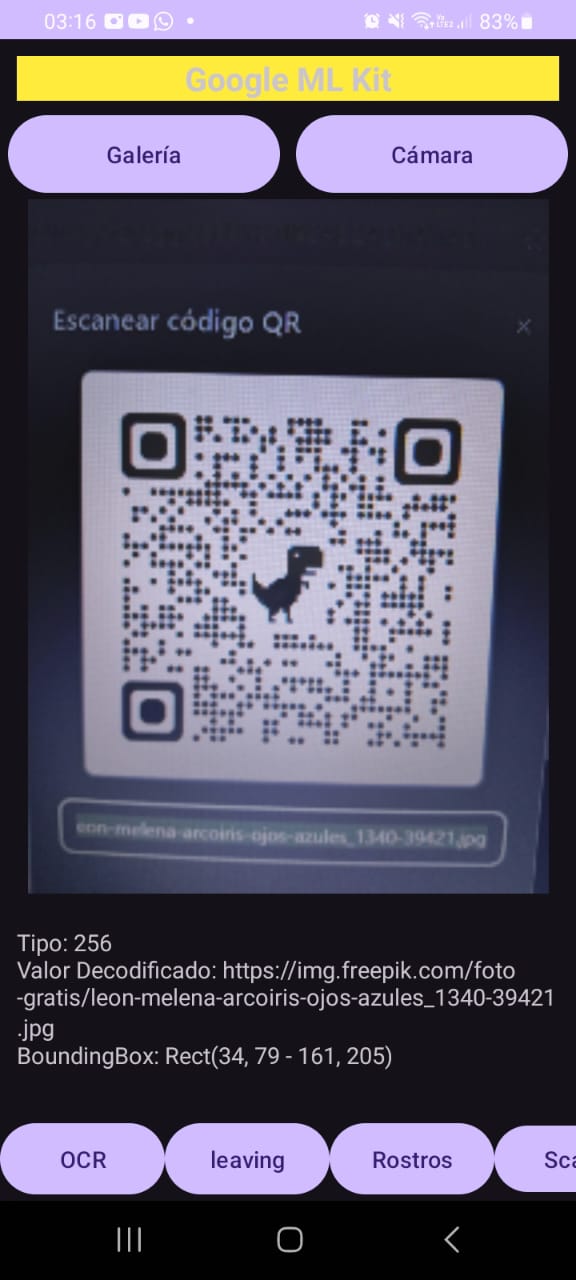 03:16
Vo
LTE2
83%
Google ML Kit
Galería
Cámara
Escanear código QR
eon-melena-arcoiris-ojos-azules_1340-39421.jpg
Tipo: 256
Valor Decodificado: https://img.freepik.com/foto
-gratis/leon-melena-arcoiris-ojos-azules_1340-39421
.jpg
BoundingBox: Rect(34, 79 - 161, 205)
OCR
leaving
Rostros
Sca